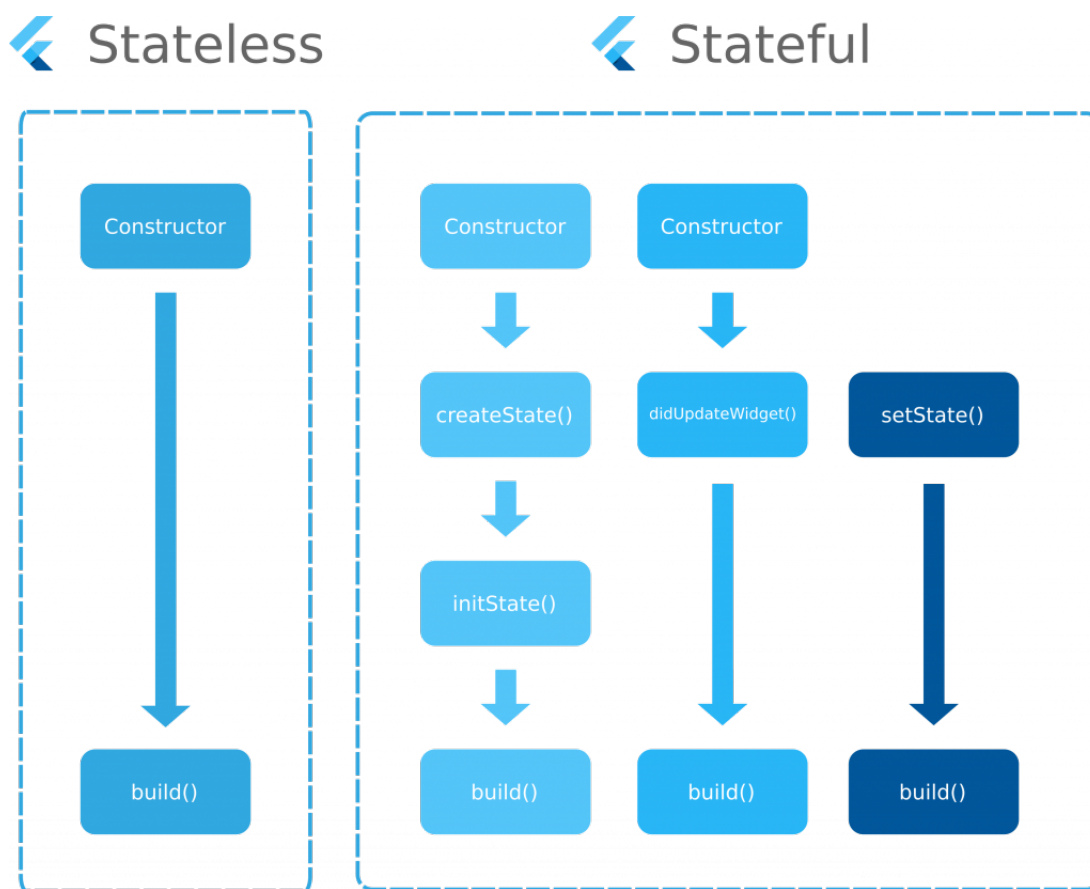 Stateless
Stateful
Constructor
Constructor
Constructor
createState()
didUpdateWidget()
setState()
initState()
build()
build()
build()
build()